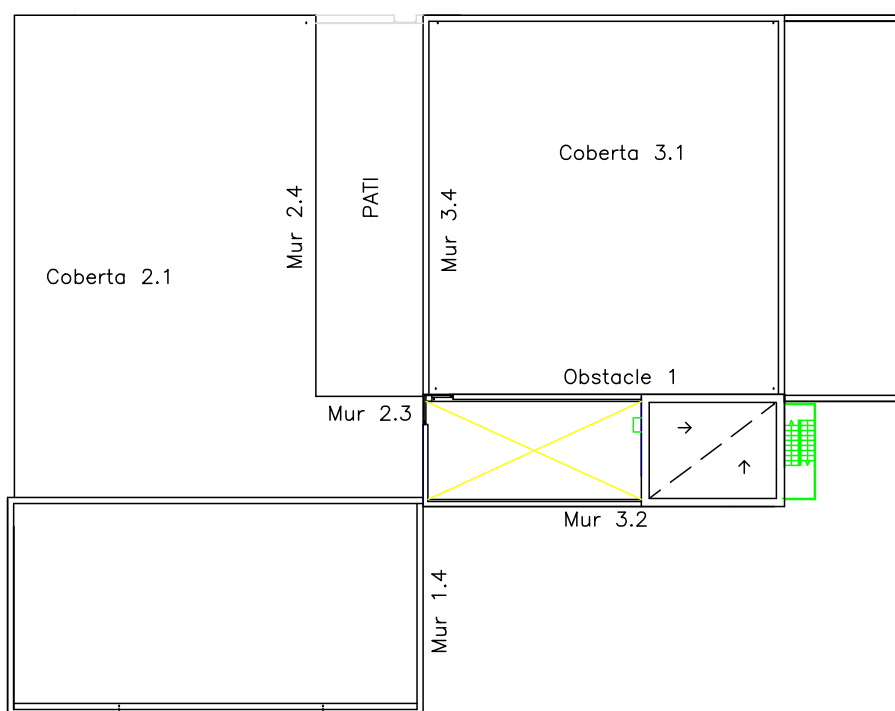 Coberta 3.1
Mur 2.4
PATI
Mur 3.4
Coberta 2.1
Obstacle 1
Mur 2.3
Mur 3.2
Mur 1.4